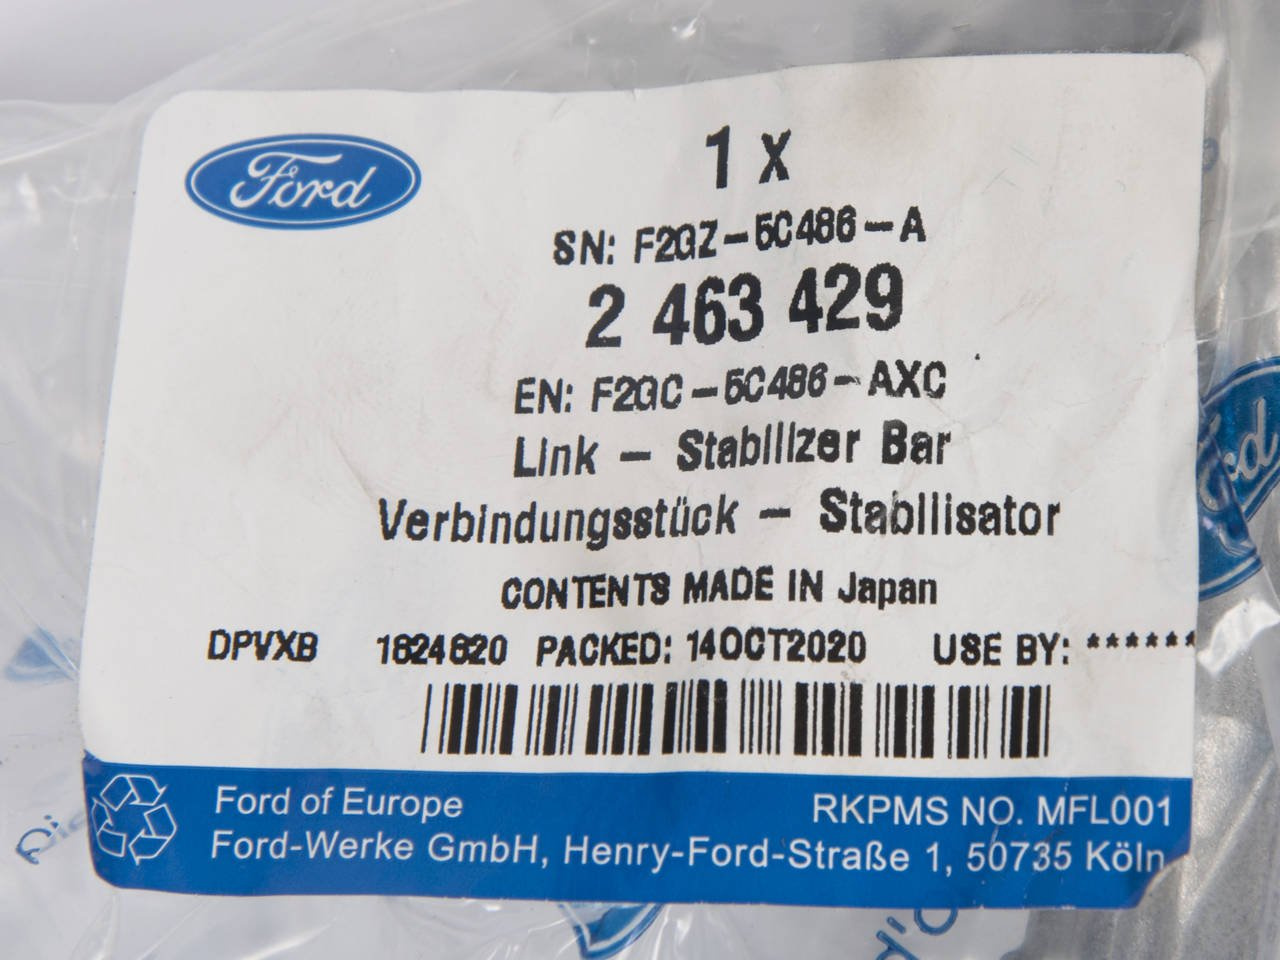 Ford
1 X
SN: F2GZ-5C486-A
2 463 429
EN: F2GC-5C486-AXC
Link - Stabilizer Bar
Verbindungsstück - Stabilisator
CONTENTS MADE IN Japan
DPVXB 1624620 PACKED: 14OCT2020 USE BY: ******
Ford of Europe
RKPMS NO. MFL001
Ford-Werke GmbH, Henry-Ford-Straße 1, 50735 Köln